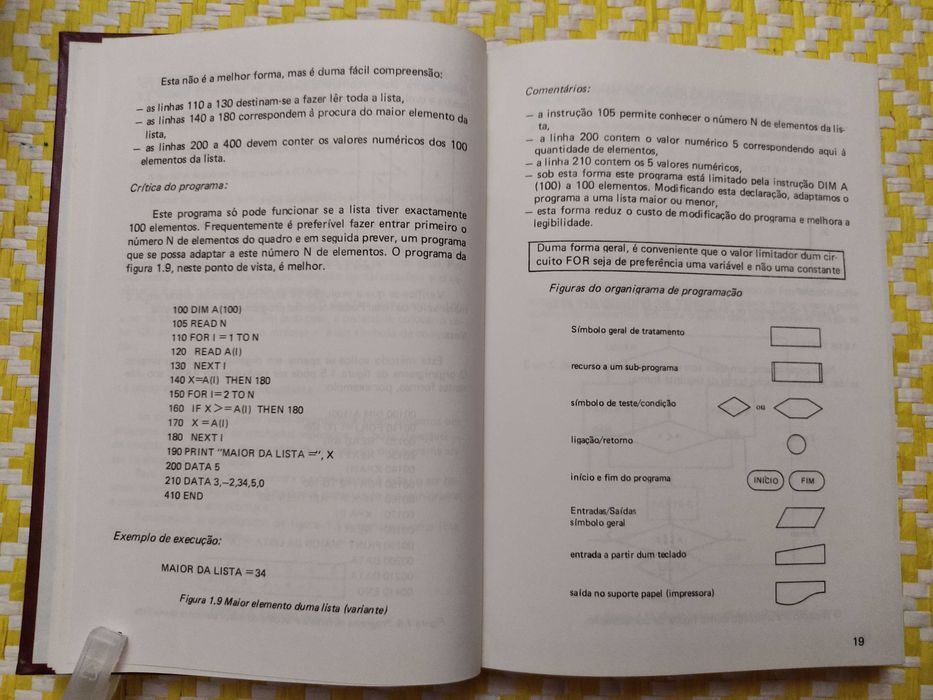 Esta não é a melhor forma, mas é duma fácil compreensão:
— as linhas 110 a 130 destinam-se a fazer lêr toda a lista,
— as linhas 140 a 180 correspondem à procura do maior elemento da
lista,
— as linhas 200 a 400 devem conter os valores numéricos dos 100
elementos da lista.
Crítica do programa:
Este programa só pode funcionar se a lista tiver exactamente
100 elementos. Frequentemente é preferível fazer entrar primeiro o
número N de elementos do quadro e em seguida prever, um programa
que se possa adaptar a este número N de elementos. O programa da
figura 1.9, neste ponto de vista, é melhor.
100 DIM A(100)
105 READ N
110 FOR I = 1 TO N
120 READ A(I)
130 NEXT I
140 X=A(I) THEN 180
150 FOR I= 2 TO N
160 IF X >= A(I) THEN 180
170 X = A(I)
180 NEXT I
190 PRINT "MAIOR DA LISTA =", X
200 DATA 5
210 DATA 3,–2,34,5,0
410 END
Exemplo de execução:
MAIOR DA LISTA = 34
Figura 1.9 Maior elemento duma lista (variante)
Comentários:
— a instrução 105 permite conhecer o número N de elementos da lis-
ta,
— a linha 200 contem o valor numérico 5 correspondendo aqui à
quantidade de elementos,
— a linha 210 contem os 5 valores numéricos,
— sob esta forma este programa está limitado pela instrução DIM A
(100) a 100 elementos. Modificando esta declaração, adaptamos o
programa a uma lista maior ou menor,
— esta forma reduz o custo de modificação do programa e melhora a
legibilidade.
Duma forma geral, é conveniente que o valor limitador dum cir-
cuito FOR seja de preferência uma variável e não uma constante
Figuras do organigrama de programação
Símbolo geral de tratamento
recurso a um sub-programa
símbolo de teste/condição
ou
ligação/retorno
início e fim do programa
INÍCIO
FIM
Entradas/Saídas
símbolo geral
entrada a partir dum teclado
saída no suporte papel (impressora)
19